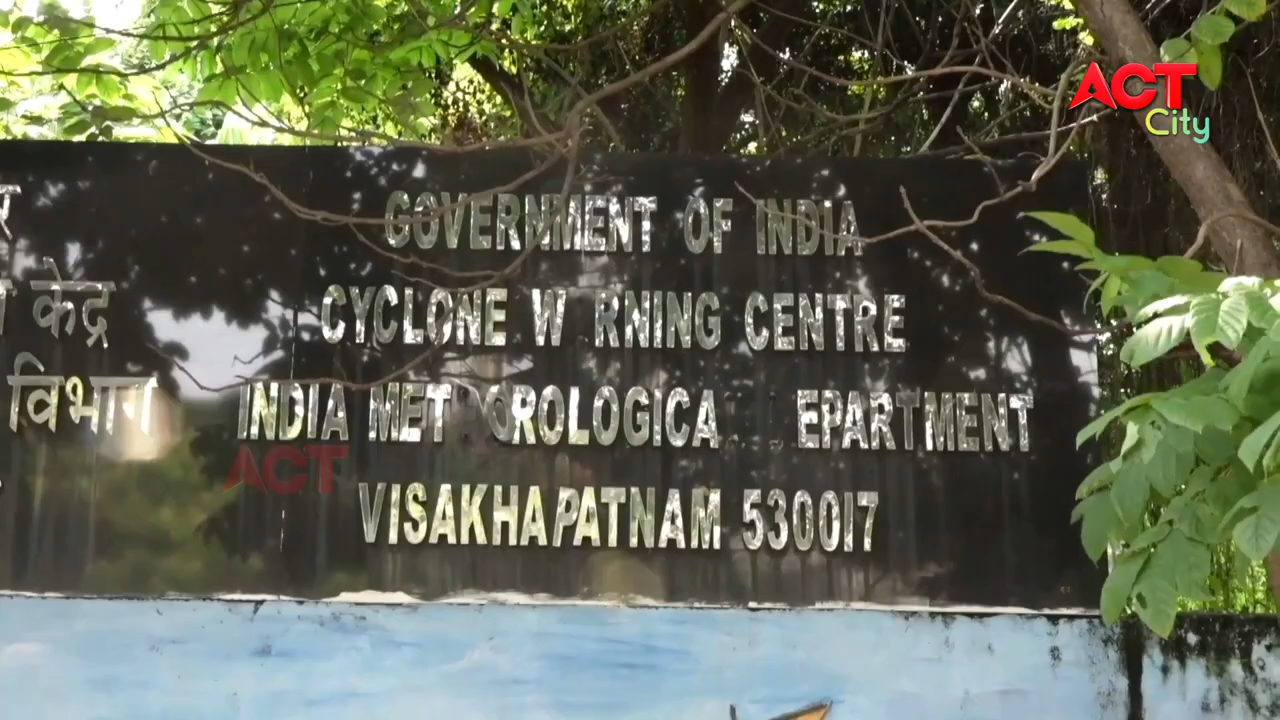 ACT
City
GOVERNMENT OF INDIA
केंद्र
CYCLONE W RNING CENTRE
विभाग
INDIA MET OROLOGICA EPARTMENT
ACT
VISAKHAPATNAM 530017